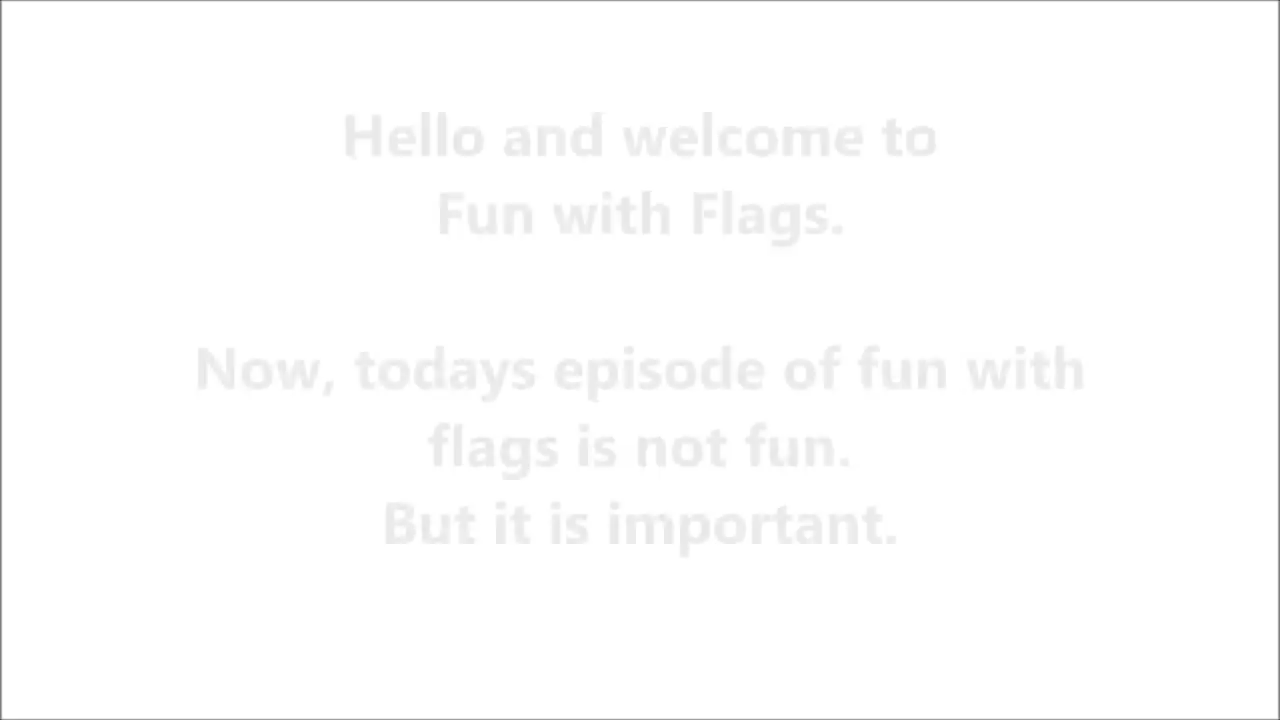 Hello and welcome to
Fun with Flags.
Now, todays episode of fun with
flags is not fun.
But it is important.